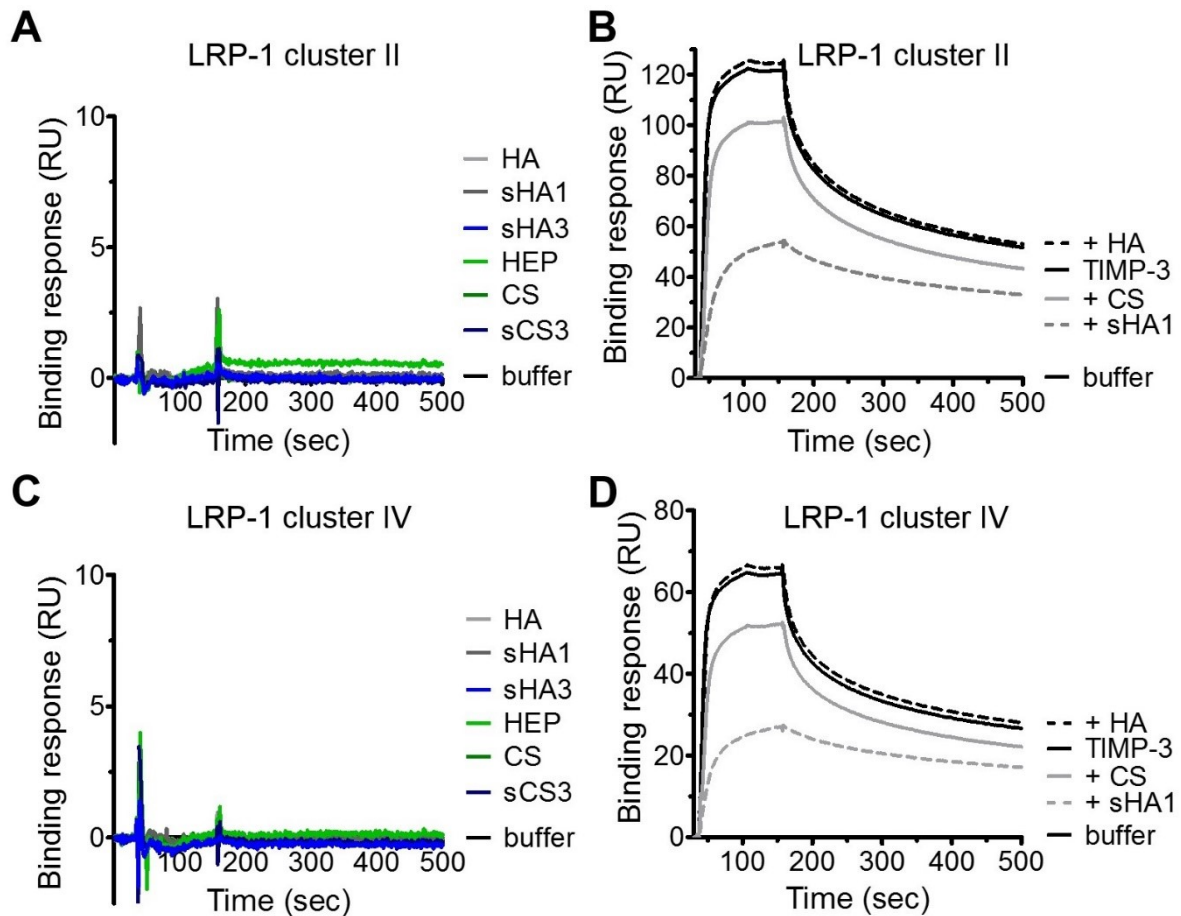 A
LRP-1 cluster II
Binding response (RU)
10
5
0
100 200 300 400 500
Time (sec)
HA
sHA1
sHA3
HEP
CS
sCS3
buffer
B
LRP-1 cluster II
Binding response (RU)
120
100
80
60
40
20
0
100 200 300 400 500
Time (sec)
+ HA
TIMP-3
+ CS
+ sHA1
buffer
C
LRP-1 cluster IV
Binding response (RU)
10
5
0
100 200 300 400 500
Time (sec)
HA
sHA1
sHA3
HEP
CS
sCS3
buffer
D
LRP-1 cluster IV
Binding response (RU)
80
60
40
20
0
100 200 300 400 500
Time (sec)
+ HA
TIMP-3
+ CS
+ sHA1
buffer